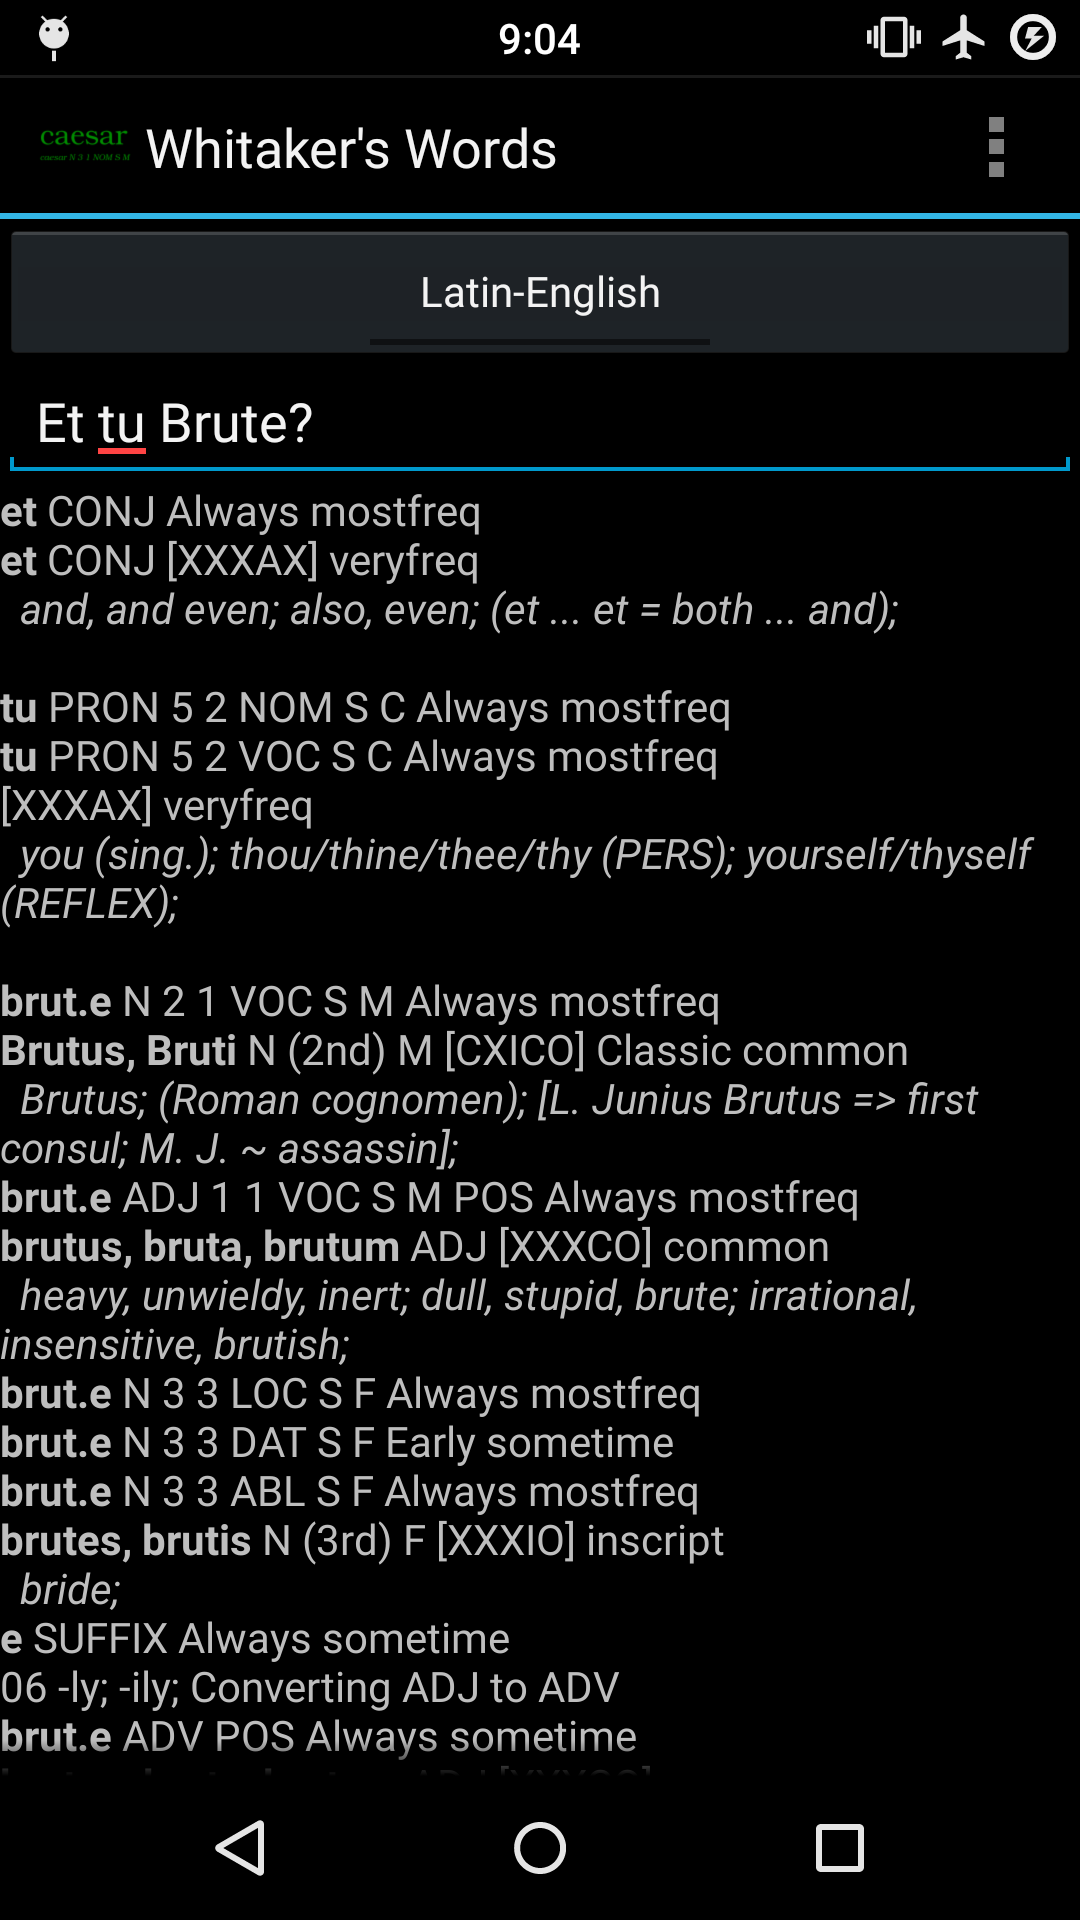 9:04
caesar
caesar N 3 1 NOM S M
Whitaker's Words
Latin-English
Et tu Brute?
et CONJ Always mostfreq
et CONJ [XXXAX] veryfreq
and, and even; also, even; (et ... et = both ... and);
tu PRON 5 2 NOM S C Always mostfreq
tu PRON 5 2 VOC S C Always mostfreq
[XXXAX] veryfreq
you (sing.); thou/thine/thee/thy (PERS); yourself/thyself
(REFLEX);
brut.e N 2 1 VOC S M Always mostfreq
Brutus, Bruti N (2nd) M [CXICO] Classic common
Brutus; (Roman cognomen); [L. Junius Brutus => first
consul; M. J. ~ assassin];
brut.e ADJ 1 1 VOC S M POS Always mostfreq
brutus, bruta, brutum ADJ [XXXCO] common
heavy, unwieldy, inert; dull, stupid, brute; irrational,
insensitive, brutish;
brut.e N 3 3 LOC S F Always mostfreq
brut.e N 3 3 DAT S F Early sometime
brut.e N 3 3 ABL S F Always mostfreq
brutes, brutis N (3rd) F [XXXIO] inscript
bride;
e SUFFIX Always sometime
06 -ly; -ily; Converting ADJ to ADV
brut.e ADV POS Always sometime